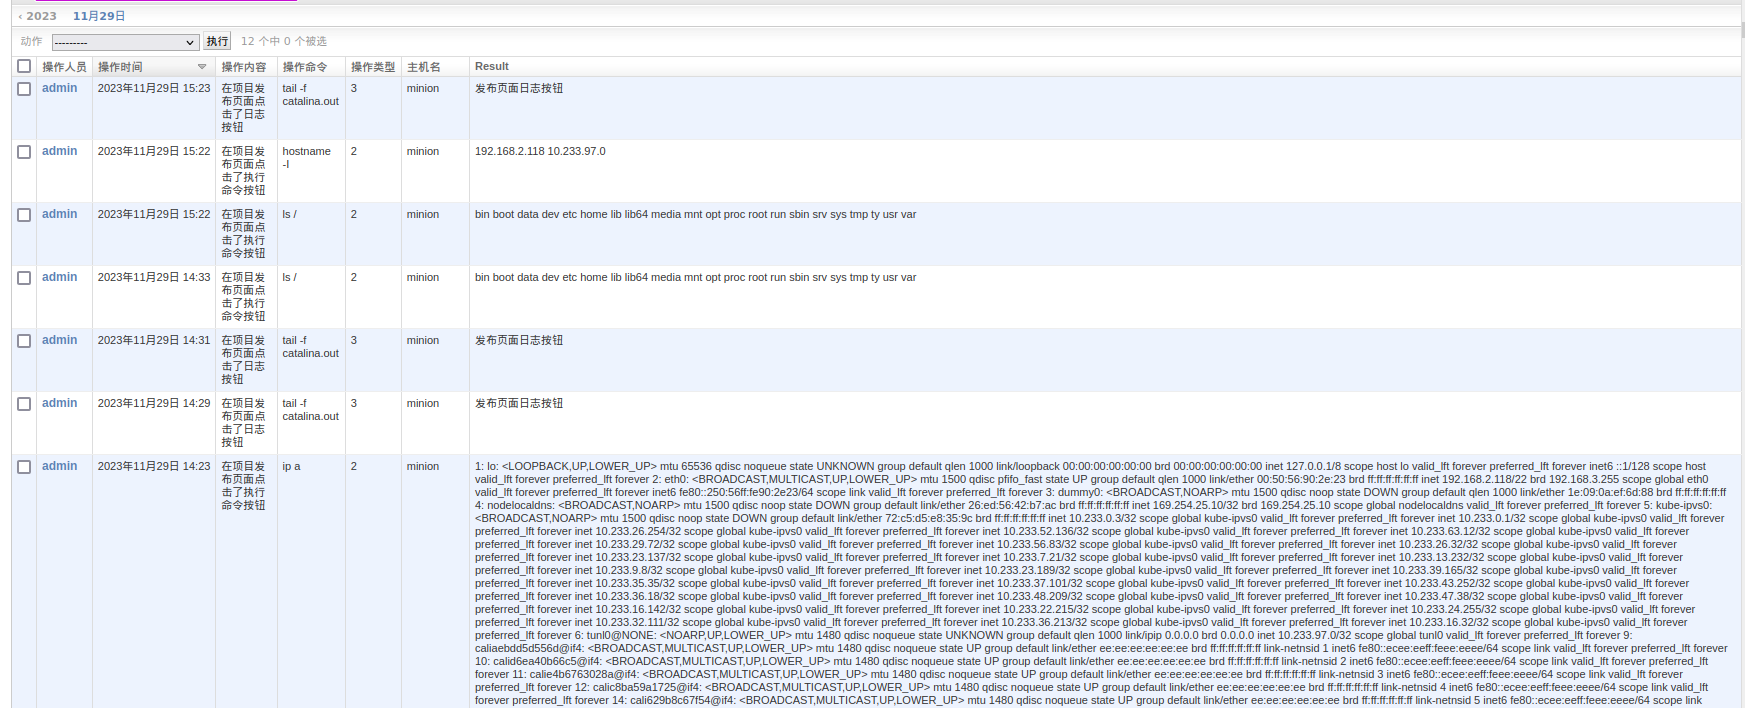 ‹ 2023 11月29日
动作 --------- 执行 12 个中 0 个被选
操作人员 操作时间 操作内容 操作命令 操作类型 主机名 Result
admin 2023年11月29日 15:23 在项目发 tail -f 3 minion 发布页面日志按钮
布页面点 catalina.out
击了日志
按钮
admin 2023年11月29日 15:22 在项目发 hostname 2 minion 192.168.2.118 10.233.97.0
布页面点 -I
击了执行
命令按钮
admin 2023年11月29日 15:22 在项目发 ls / 2 minion bin boot data dev etc home lib lib64 media mnt opt proc root run sbin srv sys tmp ty usr var
布页面点
击了执行
命令按钮
admin 2023年11月29日 14:33 在项目发 ls / 2 minion bin boot data dev etc home lib lib64 media mnt opt proc root run sbin srv sys tmp ty usr var
布页面点
击了执行
命令按钮
admin 2023年11月29日 14:31 在项目发 tail -f 3 minion 发布页面日志按钮
布页面点 catalina.out
击了日志
按钮
admin 2023年11月29日 14:29 在项目发 tail -f 3 minion 发布页面日志按钮
布页面点 catalina.out
击了日志
按钮
admin 2023年11月29日 14:23 在项目发 ip a 2 minion 1: lo: <LOOPBACK,UP,LOWER_UP> mtu 65536 qdisc noqueue state UNKNOWN group default qlen 1000 link/loopback 00:00:00:00:00:00 brd 00:00:00:00:00:00 inet 127.0.0.1/8 scope host lo valid_lft forever preferred_lft forever inet6 ::1/128 scope host
布页面点 valid_lft forever preferred_lft forever 2: eth0: <BROADCAST,MULTICAST,UP,LOWER_UP> mtu 1500 qdisc pfifo_fast state UP group default qlen 1000 link/ether 00:50:56:90:2e:23 brd ff:ff:ff:ff:ff:ff inet 192.168.2.118/22 brd 192.168.3.255 scope global eth0
击了执行 valid_lft forever preferred_lft forever inet6 fe80::250:56ff:fe90:2e23/64 scope link valid_lft forever preferred_lft forever 3: dummy0: <BROADCAST,NOARP> mtu 1500 qdisc noop state DOWN group default qlen 1000 link/ether 1e:09:0a:ef:6d:88 brd ff:ff:ff:ff:ff:ff
命令按钮 4: nodelocaldns: <BROADCAST,NOARP> mtu 1500 qdisc noop state DOWN group default link/ether 26:ed:56:42:b7:ac brd ff:ff:ff:ff:ff:ff inet 169.254.25.10/32 brd 169.254.25.10 scope global nodelocaldns valid_lft forever preferred_lft forever 5: kube-ipvs0:
<BROADCAST,NOARP> mtu 1500 qdisc noop state DOWN group default link/ether 72:c5:d5:e8:35:9c brd ff:ff:ff:ff:ff:ff inet 10.233.0.3/32 scope global kube-ipvs0 valid_lft forever preferred_lft forever inet 10.233.0.1/32 scope global kube-ipvs0 valid_lft forever
preferred_lft forever inet 10.233.26.254/32 scope global kube-ipvs0 valid_lft forever preferred_lft forever inet 10.233.52.136/32 scope global kube-ipvs0 valid_lft forever preferred_lft forever inet 10.233.63.12/32 scope global kube-ipvs0 valid_lft forever
preferred_lft forever inet 10.233.29.72/32 scope global kube-ipvs0 valid_lft forever preferred_lft forever inet 10.233.56.83/32 scope global kube-ipvs0 valid_lft forever preferred_lft forever inet 10.233.26.32/32 scope global kube-ipvs0 valid_lft forever
preferred_lft forever inet 10.233.23.137/32 scope global kube-ipvs0 valid_lft forever preferred_lft forever inet 10.233.7.21/32 scope global kube-ipvs0 valid_lft forever preferred_lft forever inet 10.233.13.232/32 scope global kube-ipvs0 valid_lft forever
preferred_lft forever inet 10.233.9.8/32 scope global kube-ipvs0 valid_lft forever preferred_lft forever inet 10.233.23.189/32 scope global kube-ipvs0 valid_lft forever preferred_lft forever inet 10.233.39.165/32 scope global kube-ipvs0 valid_lft forever
preferred_lft forever inet 10.233.35.35/32 scope global kube-ipvs0 valid_lft forever preferred_lft forever inet 10.233.37.101/32 scope global kube-ipvs0 valid_lft forever preferred_lft forever inet 10.233.43.252/32 scope global kube-ipvs0 valid_lft forever
preferred_lft forever inet 10.233.36.18/32 scope global kube-ipvs0 valid_lft forever preferred_lft forever inet 10.233.48.209/32 scope global kube-ipvs0 valid_lft forever preferred_lft forever inet 10.233.47.38/32 scope global kube-ipvs0 valid_lft forever
preferred_lft forever inet 10.233.16.142/32 scope global kube-ipvs0 valid_lft forever preferred_lft forever inet 10.233.22.215/32 scope global kube-ipvs0 valid_lft forever preferred_lft forever inet 10.233.24.255/32 scope global kube-ipvs0 valid_lft forever
preferred_lft forever inet 10.233.32.111/32 scope global kube-ipvs0 valid_lft forever preferred_lft forever inet 10.233.36.213/32 scope global kube-ipvs0 valid_lft forever preferred_lft forever inet 10.233.16.32/32 scope global kube-ipvs0 valid_lft forever
preferred_lft forever 6: tunl0@NONE: <NOARP,UP,LOWER_UP> mtu 1480 qdisc noqueue state UNKNOWN group default qlen 1000 link/ipip 0.0.0.0 brd 0.0.0.0 inet 10.233.97.0/32 scope global tunl0 valid_lft forever preferred_lft forever 9:
caliaebdd5d556d@if4: <BROADCAST,MULTICAST,UP,LOWER_UP> mtu 1480 qdisc noqueue state UP group default link/ether ee:ee:ee:ee:ee:ee brd ff:ff:ff:ff:ff:ff link-netnsid 1 inet6 fe80::ecee:eeff:feee:eeee/64 scope link valid_lft forever preferred_lft forever
10: calid6ea40b66c5@if4: <BROADCAST,MULTICAST,UP,LOWER_UP> mtu 1480 qdisc noqueue state UP group default link/ether ee:ee:ee:ee:ee:ee brd ff:ff:ff:ff:ff:ff link-netnsid 2 inet6 fe80::ecee:eeff:feee:eeee/64 scope link valid_lft forever preferred_lft
forever 11: calie4b6763028a@if4: <BROADCAST,MULTICAST,UP,LOWER_UP> mtu 1480 qdisc noqueue state UP group default link/ether ee:ee:ee:ee:ee:ee brd ff:ff:ff:ff:ff:ff link-netnsid 3 inet6 fe80::ecee:eeff:feee:eeee/64 scope link valid_lft forever
preferred_lft forever 12: calic8ba59a1725@if4: <BROADCAST,MULTICAST,UP,LOWER_UP> mtu 1480 qdisc noqueue state UP group default link/ether ee:ee:ee:ee:ee:ee brd ff:ff:ff:ff:ff:ff link-netnsid 4 inet6 fe80::ecee:eeff:feee:eeee/64 scope link valid_lft
forever preferred_lft forever 14: cali629b8c67f54@if4: <BROADCAST,MULTICAST,UP,LOWER_UP> mtu 1480 qdisc noqueue state UP group default link/ether ee:ee:ee:ee:ee:ee brd ff:ff:ff:ff:ff:ff link-netnsid 5 inet6 fe80::ecee:eeff:feee:eeee/64 scope link